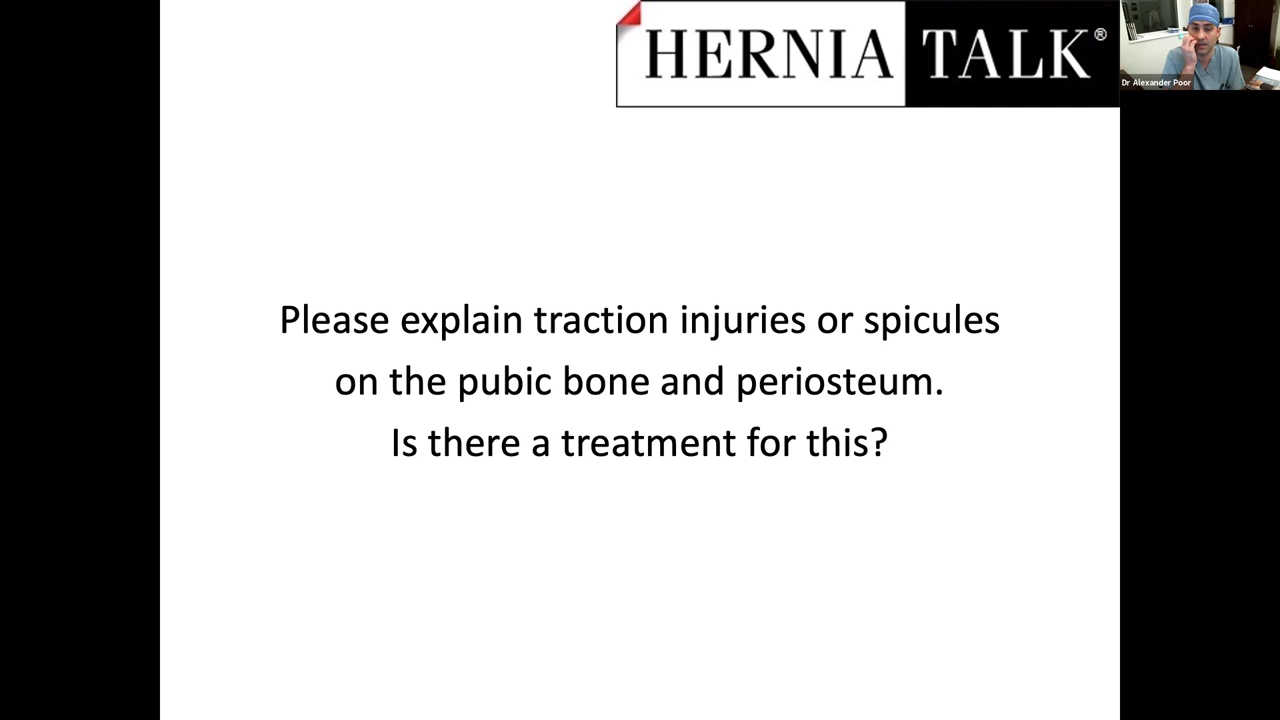 HERNIA TALK®
Dr Alexander Poor
Please explain traction injuries or spicules
on the pubic bone and periosteum.
Is there a treatment for this?